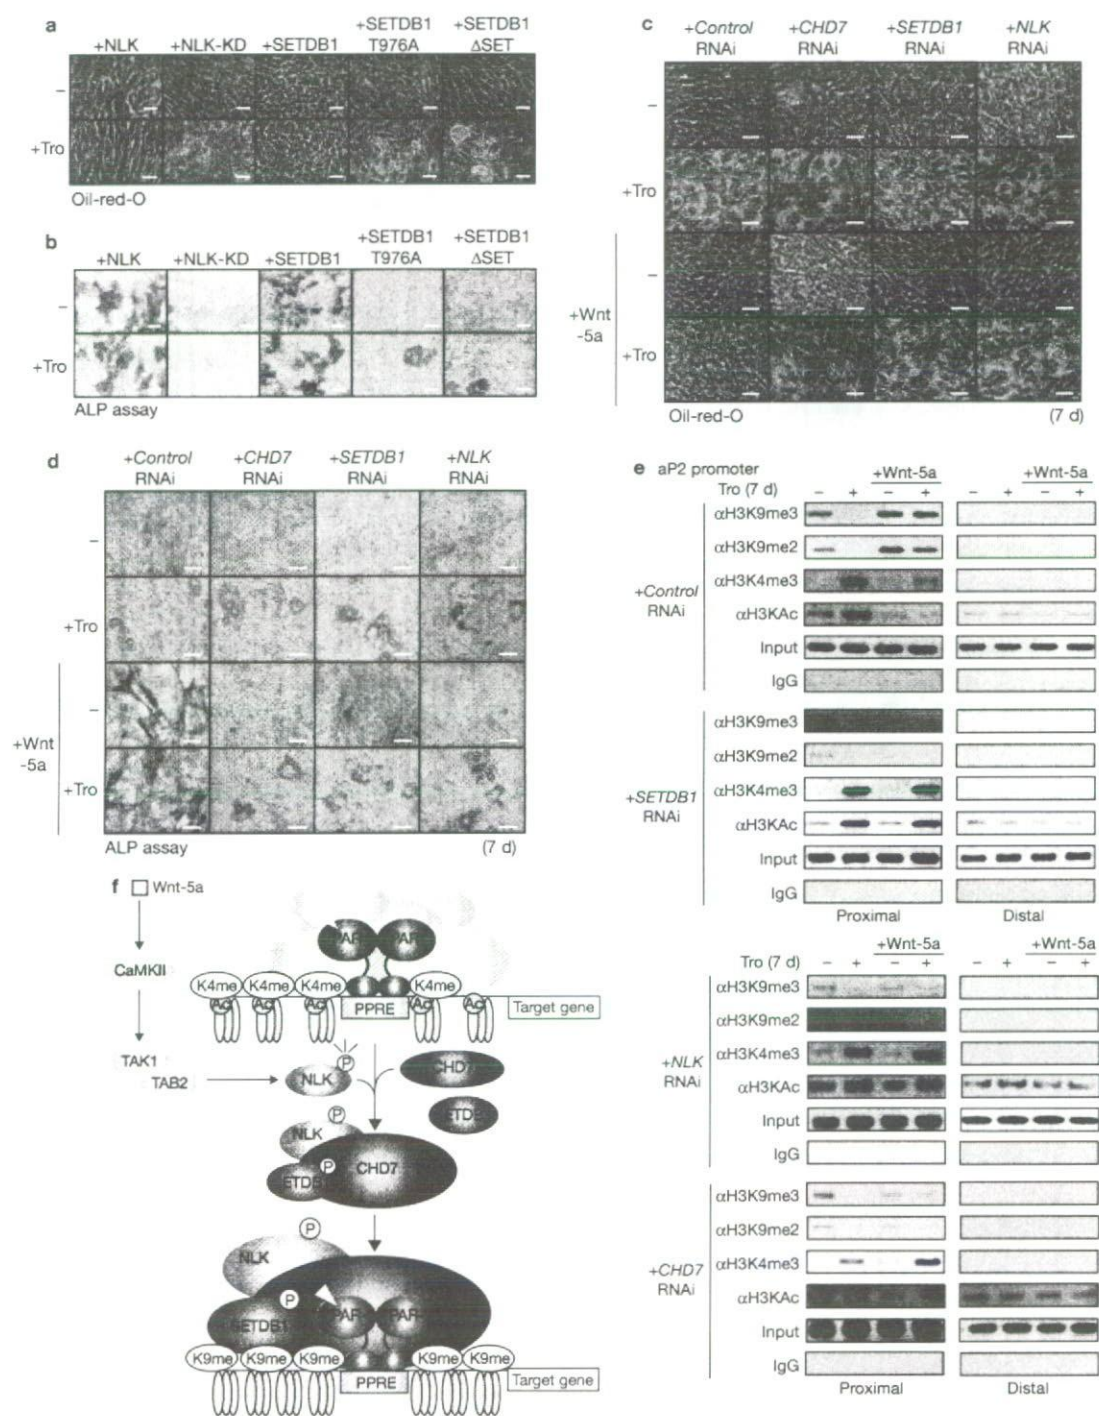 a
+NLK +NLK-KD +SETDB1 +SETDB1 T976A +SETDB1 ΔSET
–
+Tro
Oil-red-O
b
+NLK +NLK-KD +SETDB1 +SETDB1 T976A +SETDB1 ΔSET
–
+Tro
ALP assay
c
+Control RNAi +CHD7 RNAi +SETDB1 RNAi +NLK RNAi
–
+Tro
+Wnt -5a
–
+Tro
Oil-red-O (7 d)
d
+Control RNAi +CHD7 RNAi +SETDB1 RNAi +NLK RNAi
–
+Tro
+Wnt -5a
–
+Tro
ALP assay (7 d)
e aP2 promoter
+Wnt-5a +Wnt-5a
Tro (7 d) – + – + – + – +
+Control RNAi
αH3K9me3
αH3K9me2
αH3K4me3
αH3KAc
Input
IgG
+SETDB1 RNAi
αH3K9me3
αH3K9me2
αH3K4me3
αH3KAc
Input
IgG
Proximal Distal
+Wnt-5a +Wnt-5a
Tro (7 d) – + – + – + – +
+NLK RNAi
αH3K9me3
αH3K9me2
αH3K4me3
αH3KAc
Input
IgG
+CHD7 RNAi
αH3K9me3
αH3K9me2
αH3K4me3
αH3KAc
Input
IgG
Proximal Distal
f
Wnt-5a
CaMKII
TAK1
TAB2
K4me K4me K4me K4me
Ac Ac Ac Ac Ac
PPRE Target gene
P
NLK CHD7
P
NLK
P
SETDB1 CHD7
P
NLK
P
SETDB1
K9me K9me K9me K9me K9me
PPRE Target gene